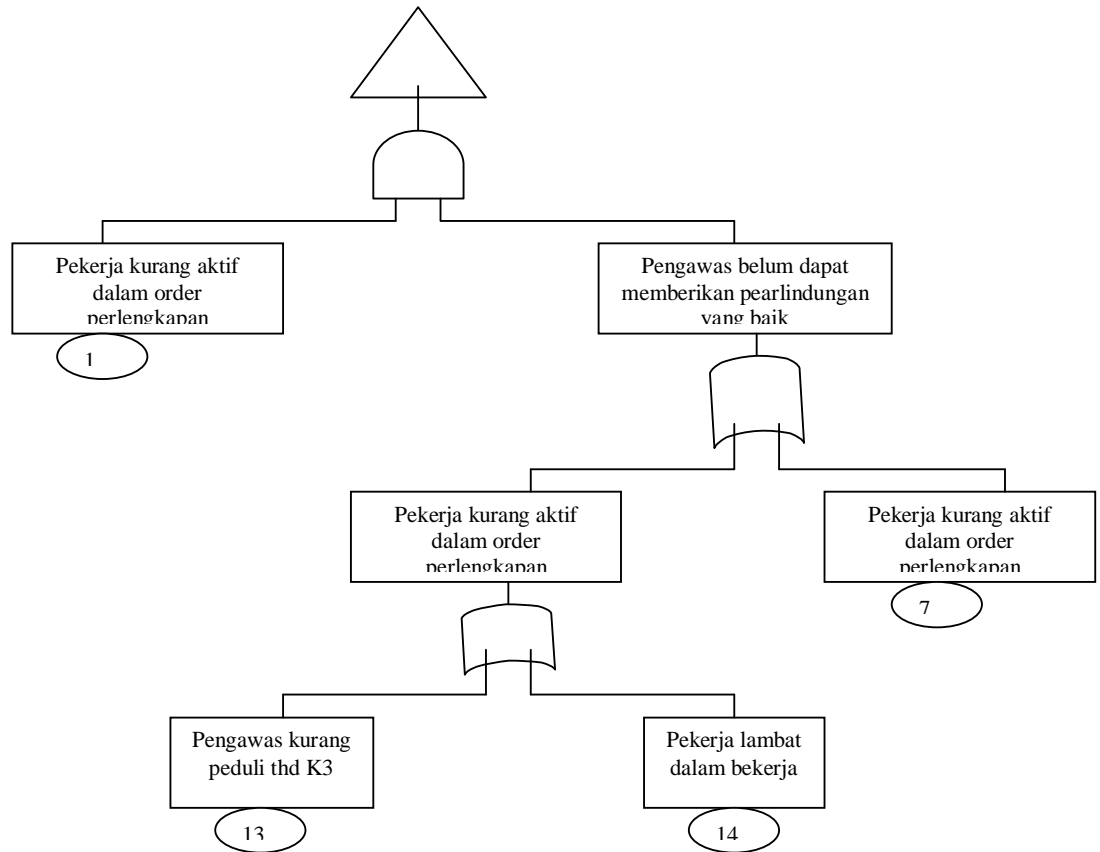 Pekerja kurang aktif
dalam order
perlengkapan
1
Pengawas belum dapat
memberikan pearlindungan
yang baik
Pekerja kurang aktif
dalam order
perlengkapan
Pekerja kurang aktif
dalam order
perlengkapan
7
Pengawas kurang
peduli thd K3
13
Pekerja lambat
dalam bekerja
14